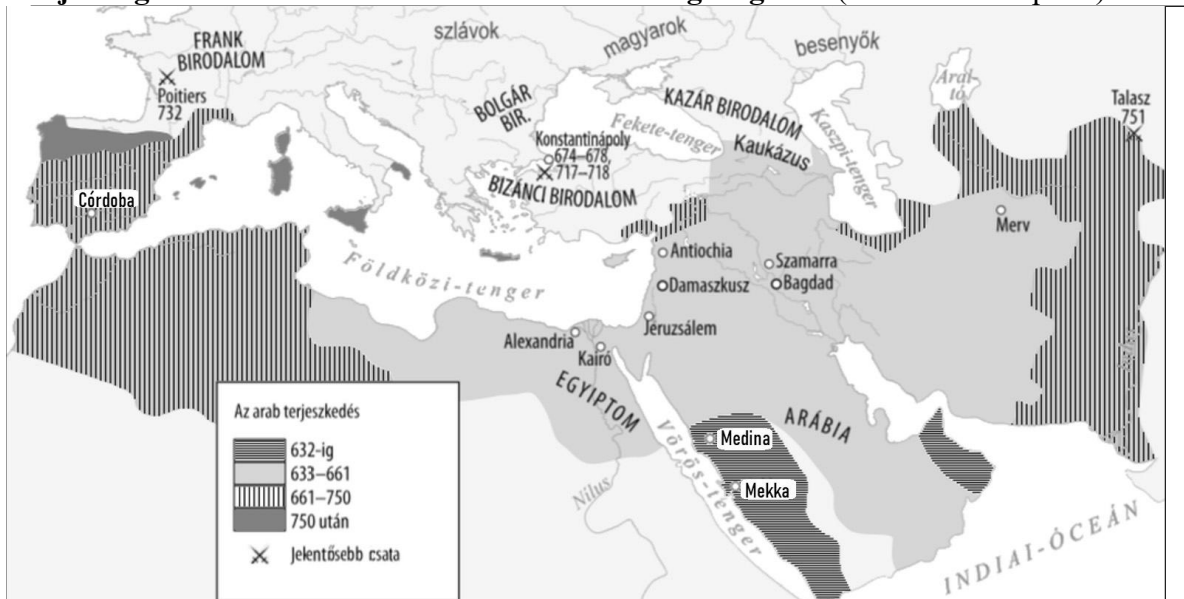 FRANK
BIRODALOM
szlávok
magyarok
besenyők
Poitiers
732
BOLGÁR
BIR.
KAZÁR BIRODALOM
Aral-
tó
Talasz
751
Fekete-tenger
Kaukázus
Kaszpi-tenger
Konstantinápoly
674–678,
717–718
BIZÁNCI BIRODALOM
Córdoba
Merv
Antiochia
Szamarra
Földközi-tenger
Damaszkusz
Bagdad
Jeruzsálem
Alexandria
Kairó
EGYIPTOM
ARÁBIA
Vörös-tenger
Medina
Mekka
Nílus
INDIAI-ÓCEÁN
Az arab terjeszkedés
632-ig
633–661
661–750
750 után
Jelentősebb csata